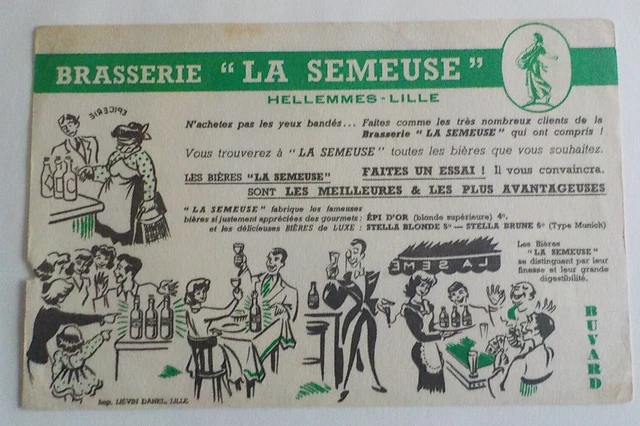 BRASSERIE "LA SEMEUSE"
HELLEMMES-LILLE
EPICERIE
N'achetez pas les yeux bandés... Faites comme les très nombreux clients de la
Brasserie "LA SEMEUSE" qui ont compris !
Vous trouverez à "LA SEMEUSE" toutes les bières que vous souhaitez.
LES BIÈRES "LA SEMEUSE" FAITES UN ESSAI ! Il vous convaincra.
SONT LES MEILLEURES & LES PLUS AVANTAGEUSES
"LA SEMEUSE" fabrique les fameuses
bières si justement appréciées des gourmets : ÉPI D'OR (blonde supérieure) 4°,
et les délicieuses BIÈRES de LUXE : STELLA BLONDE 5° — STELLA BRUNE 6° (Type Munich)
LA SEME
Les Bières
"LA SEMEUSE"
se distinguent par leur
finesse et leur grande
digestibilité.
BUVARD
Imp. LIÉVIN DANEL, LILLE